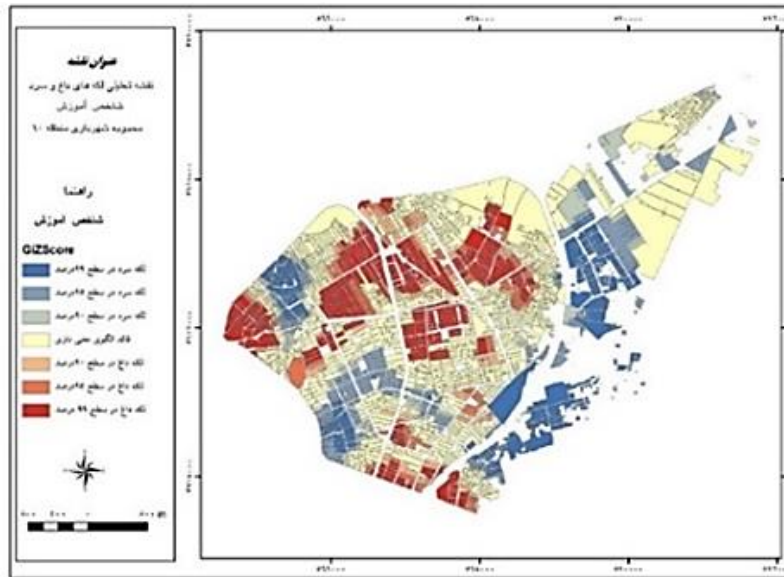 عنوان نقشه
نقشه تحلیلی لکه های داغ و سرد
شاخص آموزش
محدوده شهرداری منطقه ۱۰
راهنما
شاخص آموزش
GiZScore
لکه سرد در سطح ۹۹ درصد
لکه سرد در سطح ۹۵ درصد
لکه سرد در سطح ۹۰ درصد
فاقد الگوی معنی داری
لکه داغ در سطح ۹۰ درصد
لکه داغ در سطح ۹۵ درصد
لکه داغ در سطح ۹۹ درصد